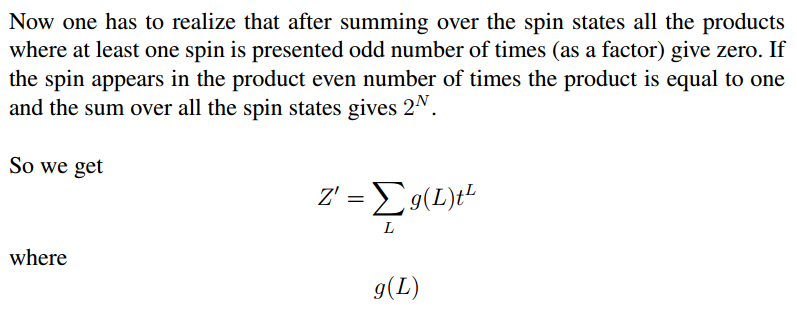 Now one has to realize that after summing over the spin states all the products
where at least one spin is presented odd number of times (as a factor) give zero. If
the spin appears in the product even number of times the product is equal to one
and the sum over all the spin states gives 2^N.
So we get
Z' = ∑_L g(L)t^L
where
g(L)